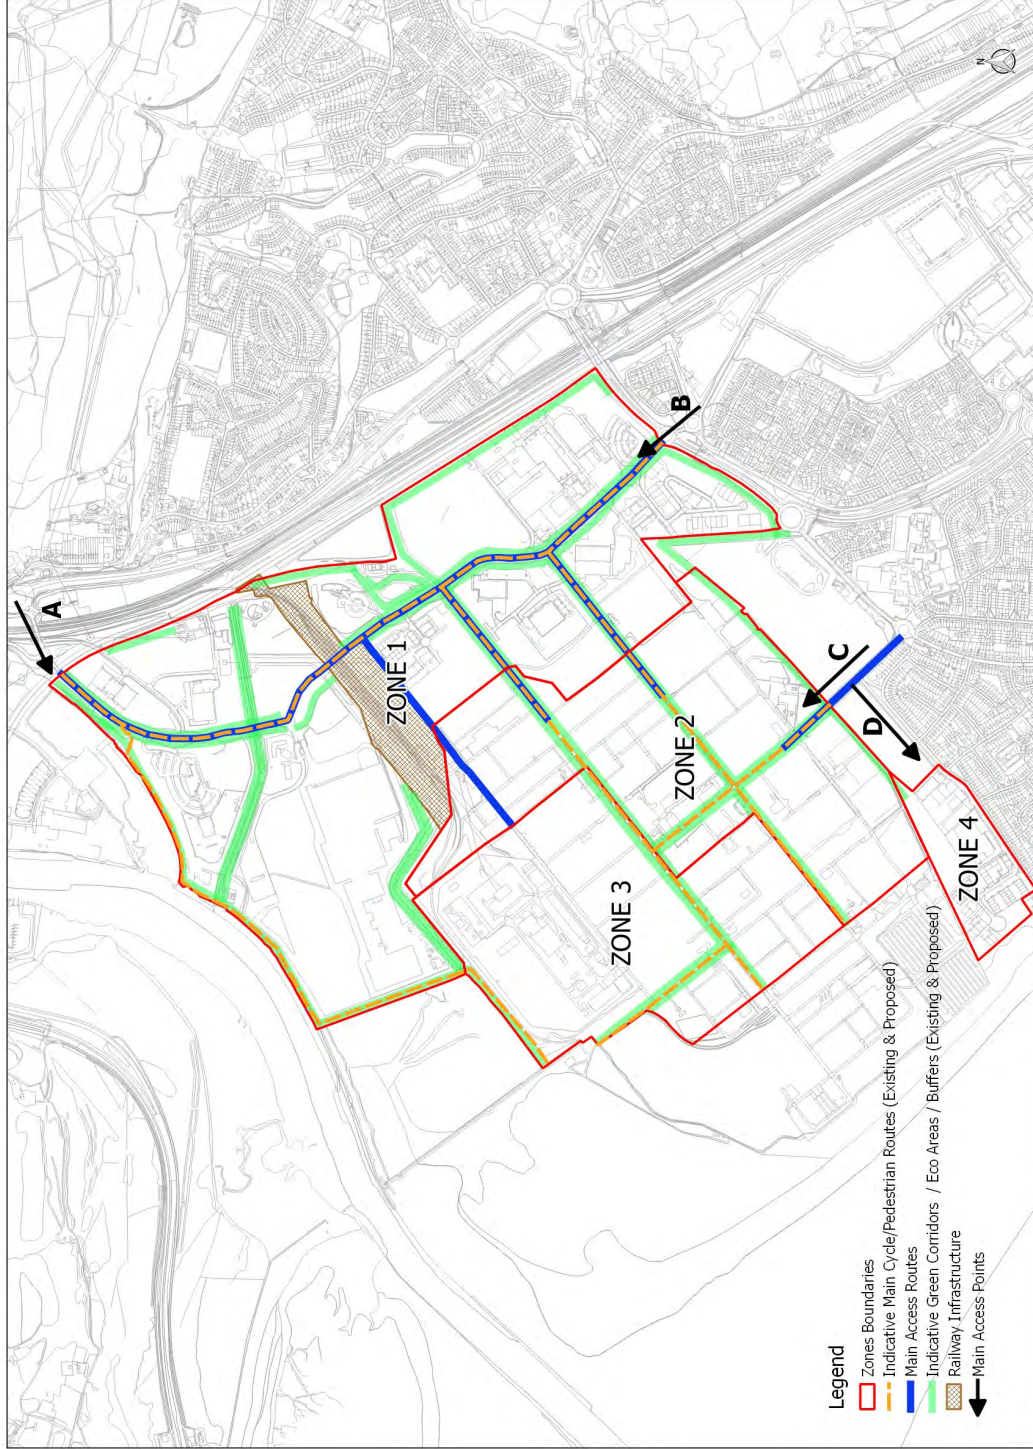 N
A
B
ZONE 1
C
ZONE 2
D
ZONE 3
ZONE 4
Legend
Zones Boundaries
Indicative Main Cycle/Pedestrian Routes (Existing & Proposed)
Main Access Routes
Indicative Green Corridors / Eco Areas / Buffers (Existing & Proposed)
Railway Infrastructure
Main Access Points